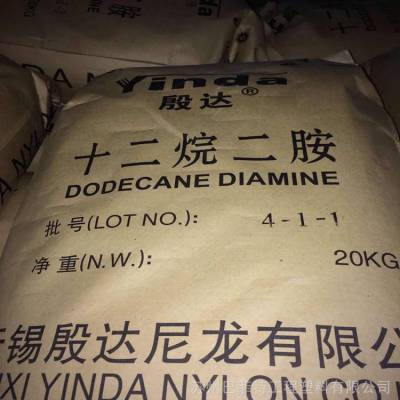 Yinda
殷达®
十二烷二胺
DODECANE DIAMINE
批号(LOT NO.): 4-1-1
净重(N.W.): 20KG
锡殷达尼龙有限公
XI YINDA NYLON